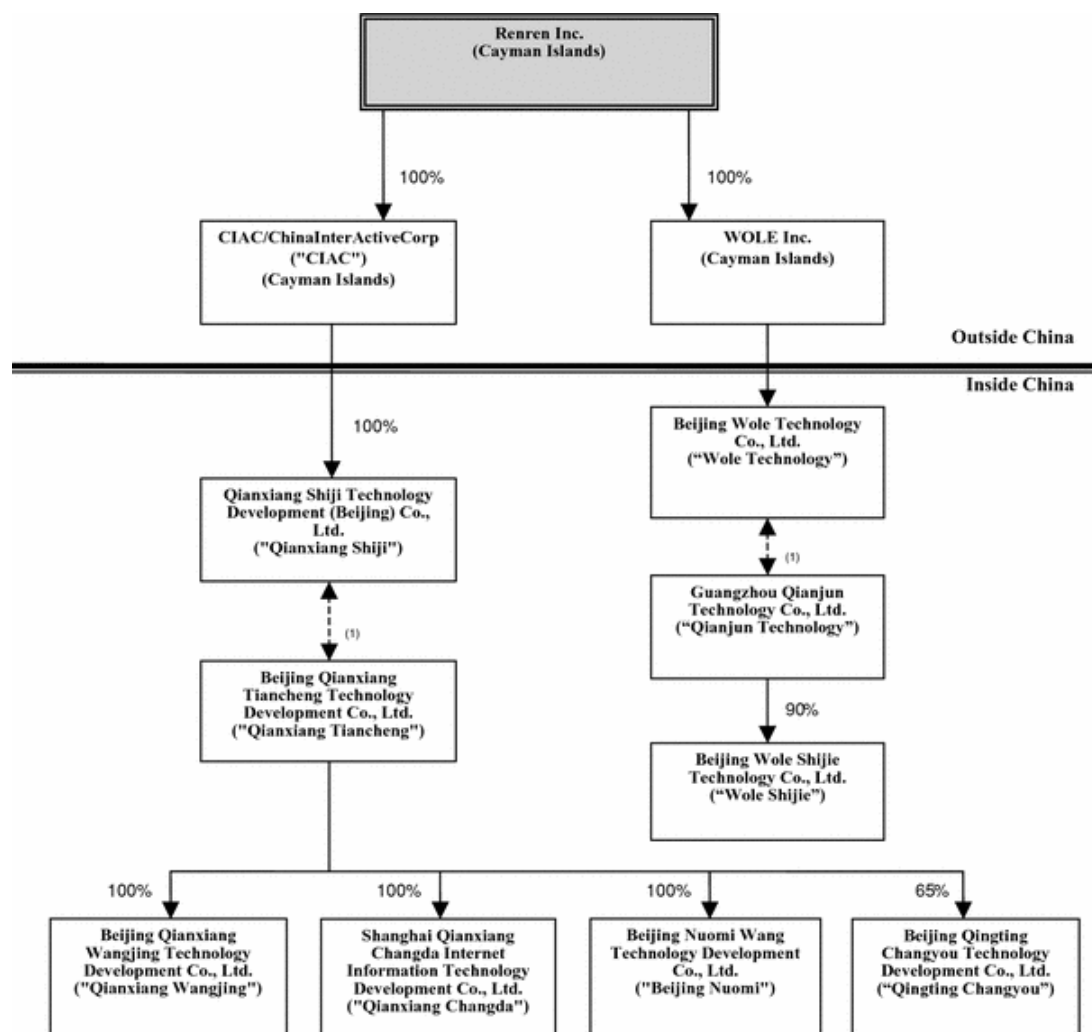 Renren Inc.
(Cayman Islands)
100%
100%
CIAC/ChinaInterActiveCorp
("CIAC")
(Cayman Islands)
WOLE Inc.
(Cayman Islands)
Outside China
Inside China
100%
Beijing Wole Technology
Co., Ltd.
(“Wole Technology”)
Qianxiang Shiji Technology
Development (Beijing) Co.,
Ltd.
("Qianxiang Shiji")
(1)
Guangzhou Qianjun
Technology Co., Ltd.
(“Qianjun Technology”)
(1)
Beijing Qianxiang
Tiancheng Technology
Development Co., Ltd.
("Qianxiang Tiancheng")
90%
Beijing Wole Shijie
Technology Co., Ltd.
(“Wole Shijie”)
100%
100%
100%
65%
Beijing Qianxiang
Wangjing Technology
Development Co., Ltd.
("Qianxiang Wangjing")
Shanghai Qianxiang
Changda Internet
Information Technology
Development Co., Ltd.
("Qianxiang Changda")
Beijing Nuomi Wang
Technology Development
Co., Ltd.
("Beijing Nuomi")
Beijing Qingting
Changyou Technology
Development Co., Ltd.
(“Qingting Changyou”)